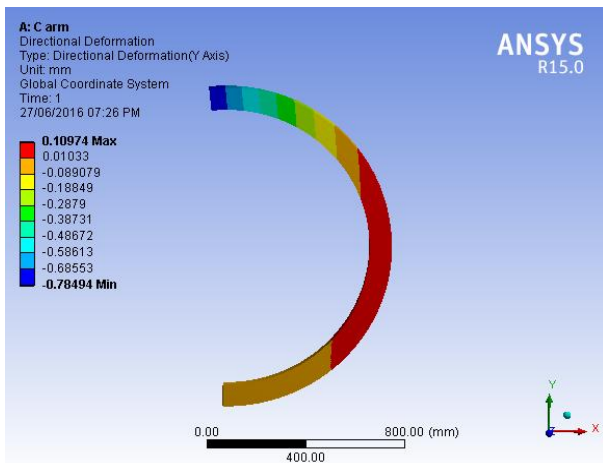 A: C arm
Directional Deformation
Type: Directional Deformation(Y Axis)
Unit: mm
Global Coordinate System
Time: 1
27/06/2016 07:26 PM
0.10974 Max
0.01033
-0.089079
-0.18849
-0.2879
-0.38731
-0.48672
-0.58613
-0.68553
-0.78494 Min
ANSYS
R15.0
0.00
800.00 (mm)
400.00
Y
Z
X